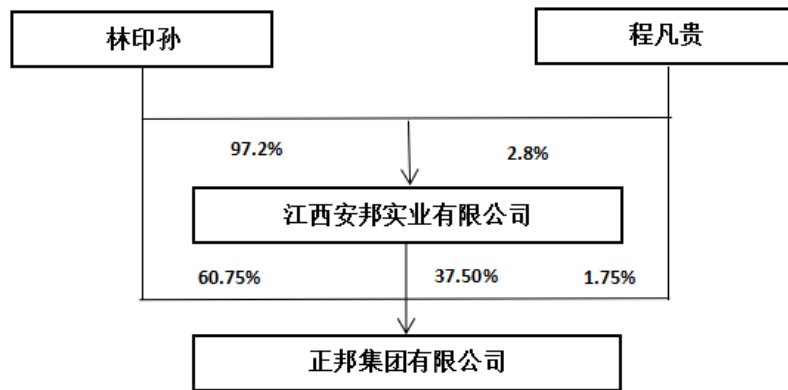 林印孙
程凡贵
97.2%
2.8%
江西安邦实业有限公司
60.75%
37.50%
1.75%
正邦集团有限公司